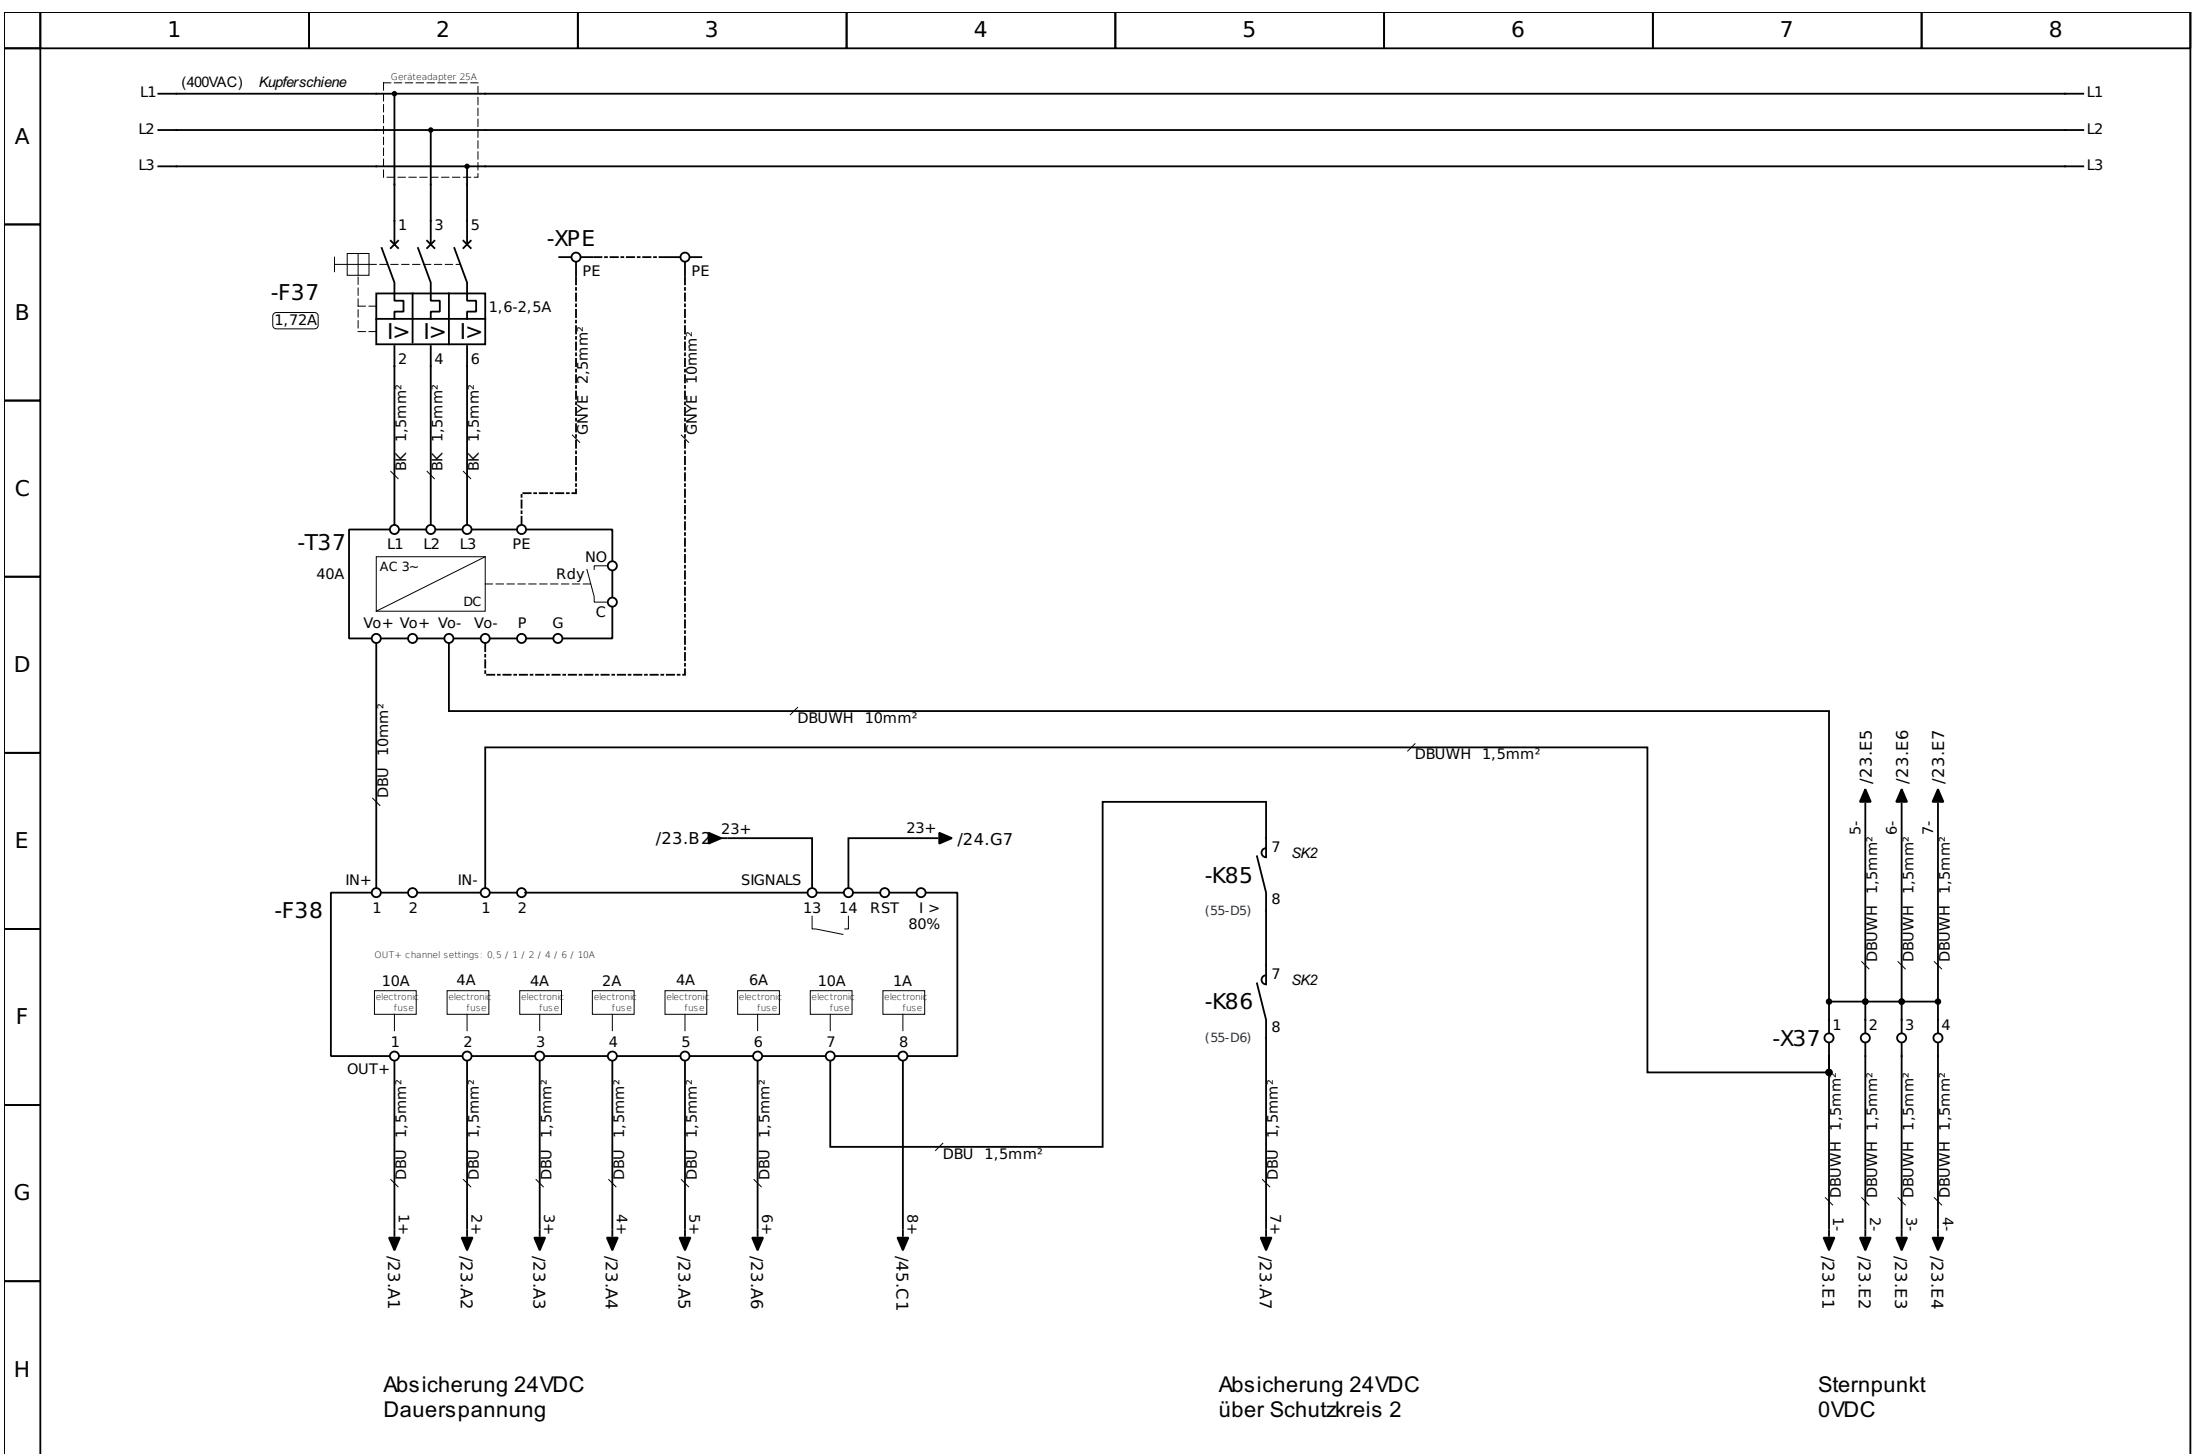 1 2 3 4 5 6 7 8
A
B
C
D
E
F
G
H
(400VAC) Kupferschiene
Geräteadapter 25A
L1 L1
L2 L2
L3 L3
1 3 5
-XPE
PE PE
-F37
1,72A
1,6-2,5A
I> I> I>
2 4 6
BK 1,5mm²
BK 1,5mm²
BK 1,5mm²
GNYE 2,5mm²
GNYE 10mm²
-T37
40A
L1 L2 L3 PE
AC 3~
DC
NO
Rdy
C
Vo+ Vo+ Vo- Vo- P G
DBUWH 10mm²
DBU 10mm²
DBUWH 1,5mm²
/23.E5
/23.E6
/23.E7
5-
6-
7-
DBUWH 1,5mm²
DBUWH 1,5mm²
DBUWH 1,5mm²
/23.B2 23+
23+ /24.G7
IN+ IN- SIGNALS
-F38
1 2 1 2 13 14 RST I >
80%
7 SK2
-K85
8
(55-D5)
OUT+ channel settings: 0,5 / 1 / 2 / 4 / 6 / 10A
10A 4A 4A 2A 4A 6A 10A 1A
electronic electronic electronic electronic electronic electronic electronic electronic
fuse fuse fuse fuse fuse fuse fuse fuse
1 2 3 4 5 6 7 8
OUT+
7 SK2
-K86
8
(55-D6)
-X37
1 2 3 4
DBU 1,5mm²
DBU 1,5mm²
DBU 1,5mm²
DBU 1,5mm²
DBU 1,5mm²
DBU 1,5mm²
DBU 1,5mm²
DBU 1,5mm²
DBUWH 1,5mm²
DBUWH 1,5mm²
DBUWH 1,5mm²
DBUWH 1,5mm²
1+ 2+ 3+ 4+ 5+ 6+ 8+ 7+ 1- 2- 3- 4-
/23.A1
/23.A2
/23.A3
/23.A4
/23.A5
/23.A6
/45.C1
/23.A7
/23.E1
/23.E2
/23.E3
/23.E4
Absicherung 24VDC
Dauerspannung
Absicherung 24VDC
über Schutzkreis 2
Sternpunkt
0VDC